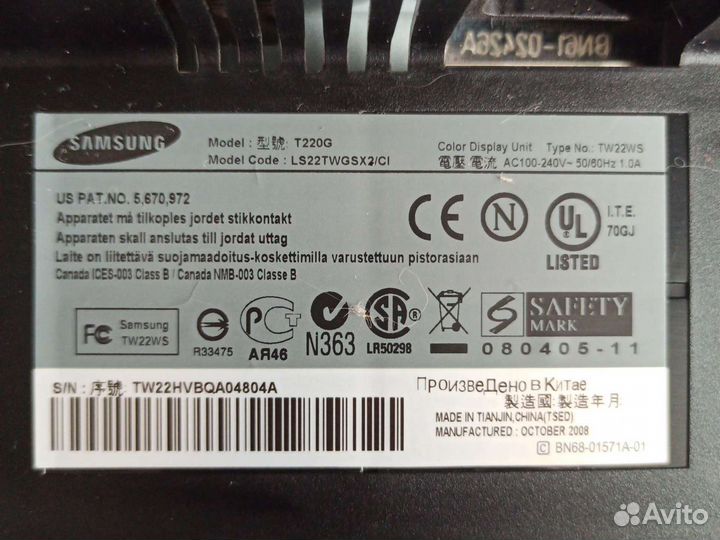 BN61-02426A
SAMSUNG
Model : 型號 : T220G
Model Code : LS22TWGSX2/CI
Color Display Unit Type No.: TW22WS
電壓 電流 AC100-240V~ 50/60Hz 1.0A
US PAT.NO. 5,670,972
Apparatet må tilkoples jordet stikkontakt
Apparaten skall anslutas till jordat uttag
Laite on liitettävä suojamaadoitus-koskettimilla varustettuun pistorasiaan
Canada ICES-003 Class B / Canada NMB-003 Classe B
CE N UL LISTED
I.T.E.
70GJ
FC Samsung
TW22WS
R33475
PCT
AR46
N363
SA
LR50298
S SAFETY
MARK
080405-11
S/N : 序號 TW22HVBQA04804A
Произведено в Китае
製造國:製造年月
MADE IN TIANJIN,CHINA(TSED)
MANUFACTURED : OCTOBER 2008
C BN68-01571A-01
Avito